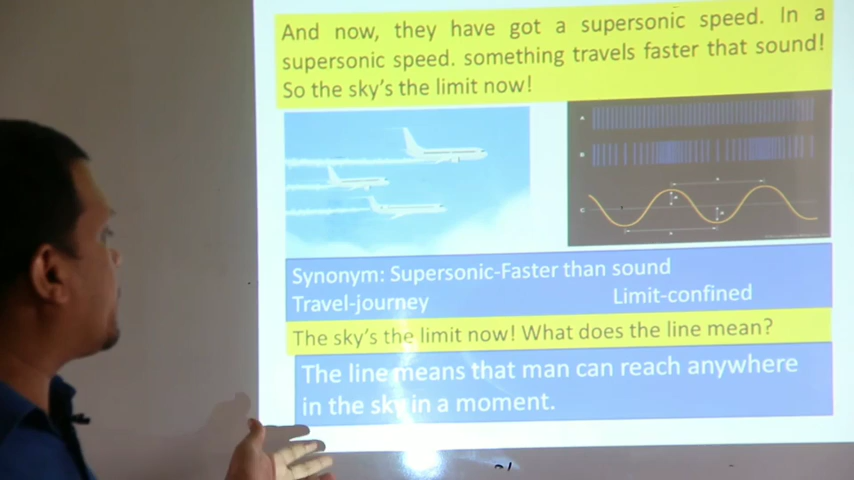 And now, they have got a supersonic speed. In a
supersonic speed. something travels faster that sound!
So the sky's the limit now!
Synonym: Supersonic-Faster than sound
Travel-journey Limit-confined
The sky's the limit now! What does the line mean?
The line means that man can reach anywhere
in the sky in a moment.